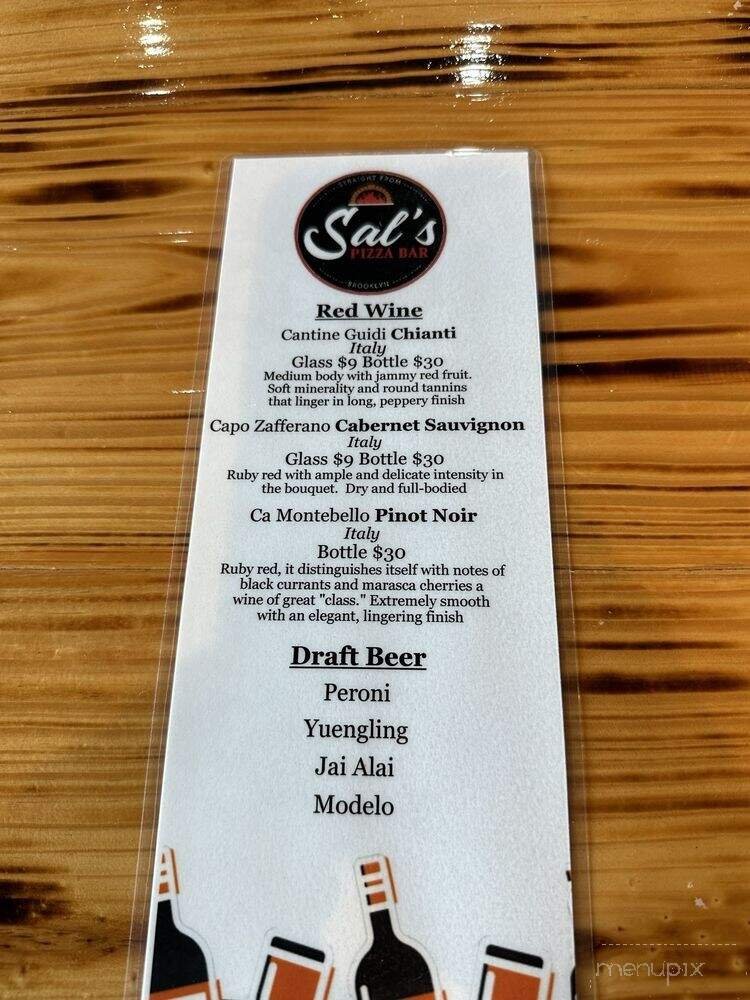 STRAIGHT FROM
Sal's
PIZZA BAR
BROOKLYN
Red Wine
Cantine Guidi Chianti
Italy
Glass $9 Bottle $30
Medium body with jammy red fruit.
Soft minerality and round tannins
that linger in long, peppery finish
Capo Zafferano Cabernet Sauvignon
Italy
Glass $9 Bottle $30
Ruby red with ample and delicate intensity in
the bouquet. Dry and full-bodied
Ca Montebello Pinot Noir
Italy
Bottle $30
Ruby red, it distinguishes itself with notes of
black currants and marasca cherries a
wine of great "class." Extremely smooth
with an elegant, lingering finish
Draft Beer
Peroni
Yuengling
Jai Alai
Modelo
menupix